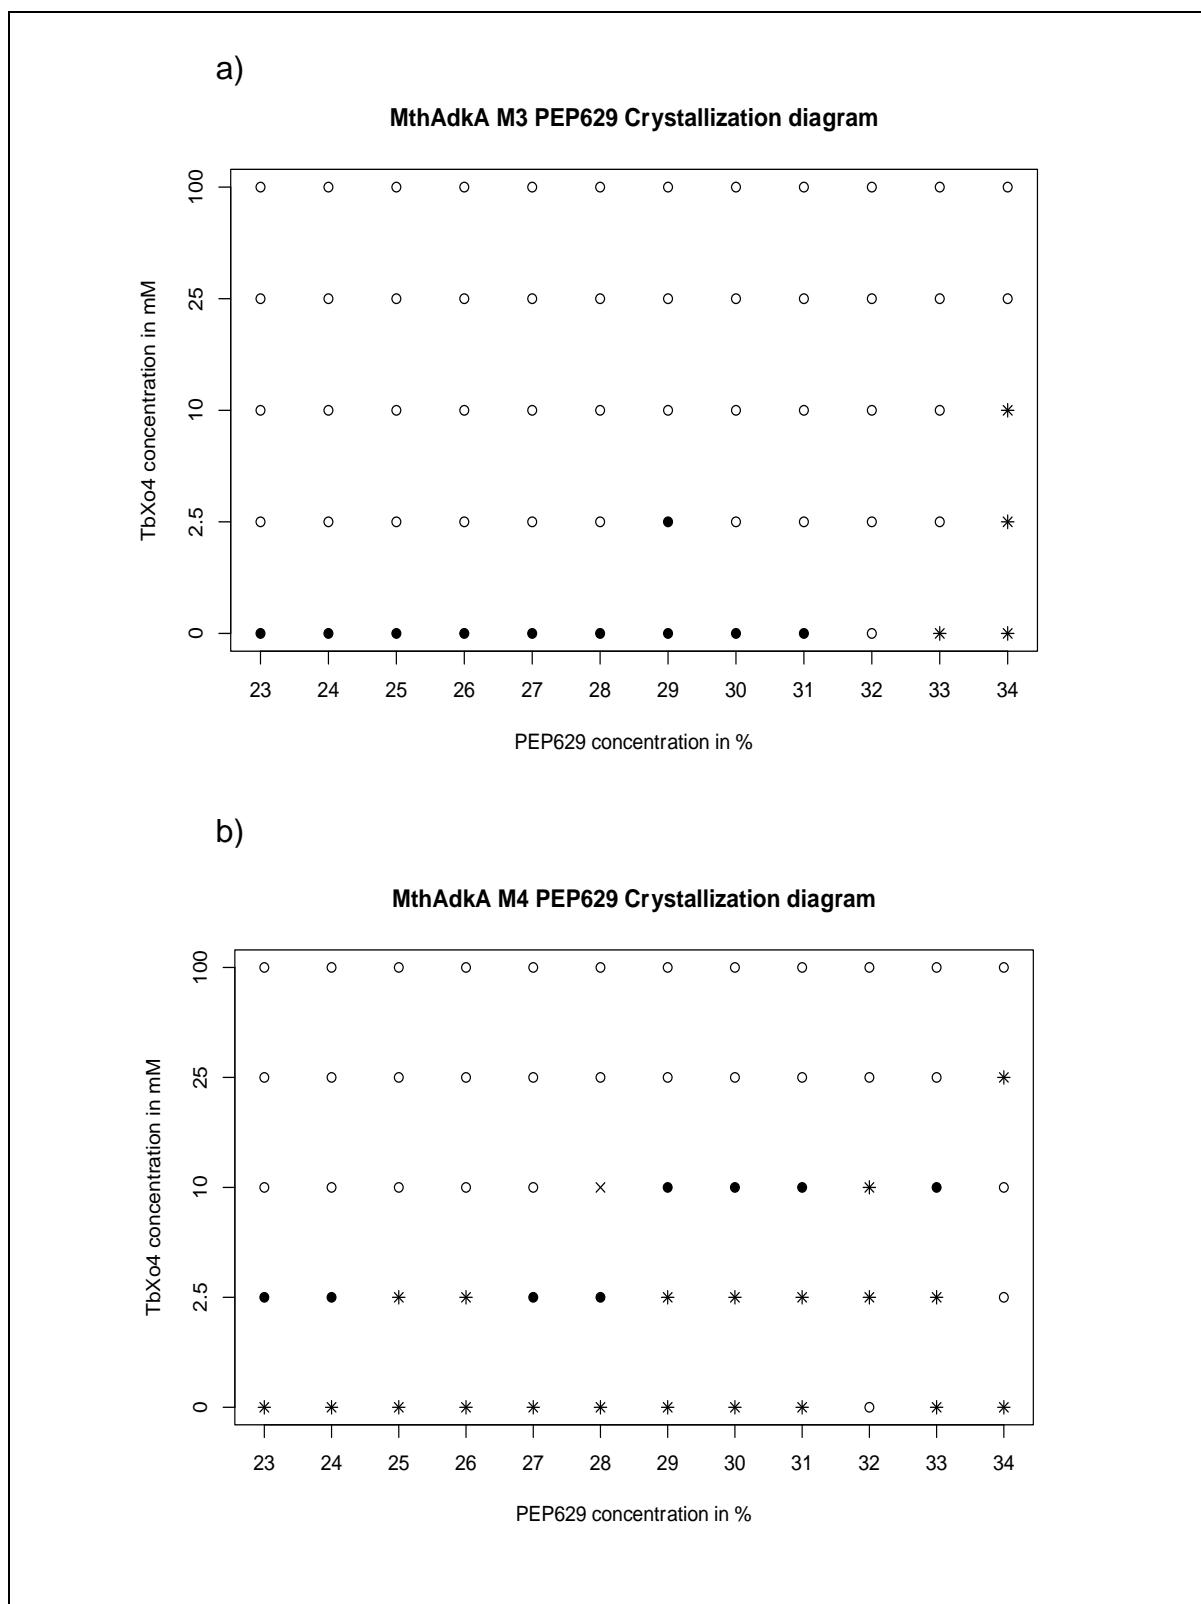 a)
MthAdkA M3 PEP629 Crystallization diagram
TbXo4 concentration in mM
100
25
10
2.5
0
23 24 25 26 27 28 29 30 31 32 33 34
PEP629 concentration in %
b)
MthAdkA M4 PEP629 Crystallization diagram
TbXo4 concentration in mM
100
25
10
2.5
0
23 24 25 26 27 28 29 30 31 32 33 34
PEP629 concentration in %